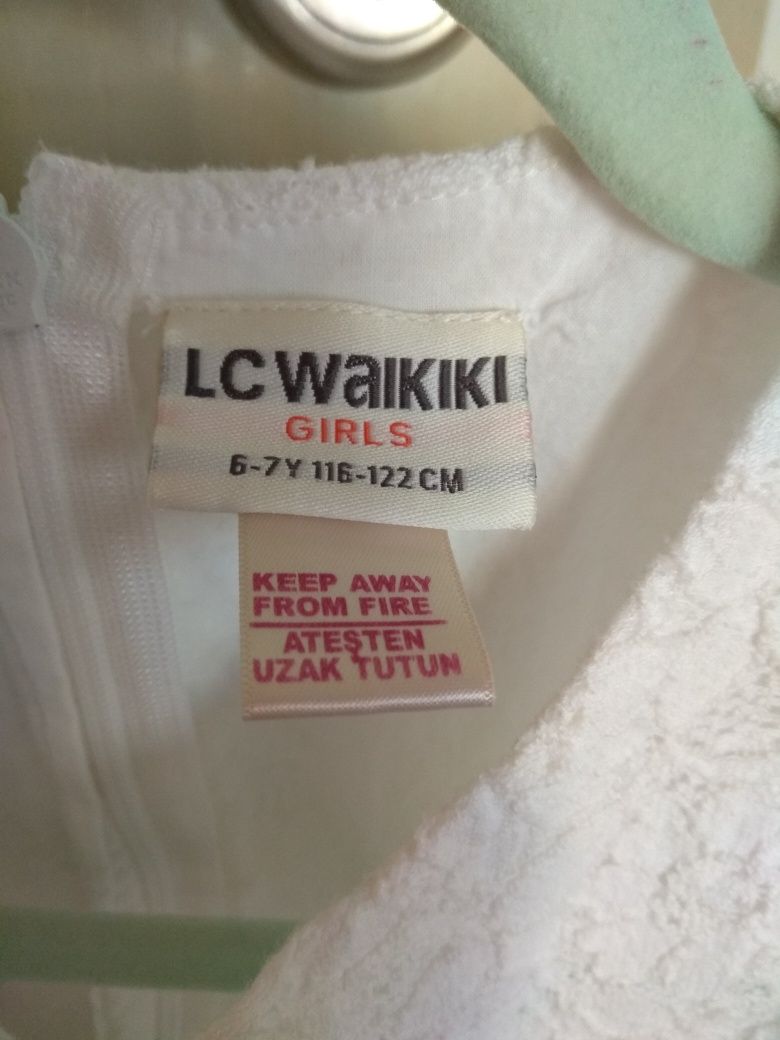 LC WAIKIKI
GIRLS
6-7Y 116-122 CM
KEEP AWAY
FROM FIRE
ATEŞTEN
UZAK TUTUN